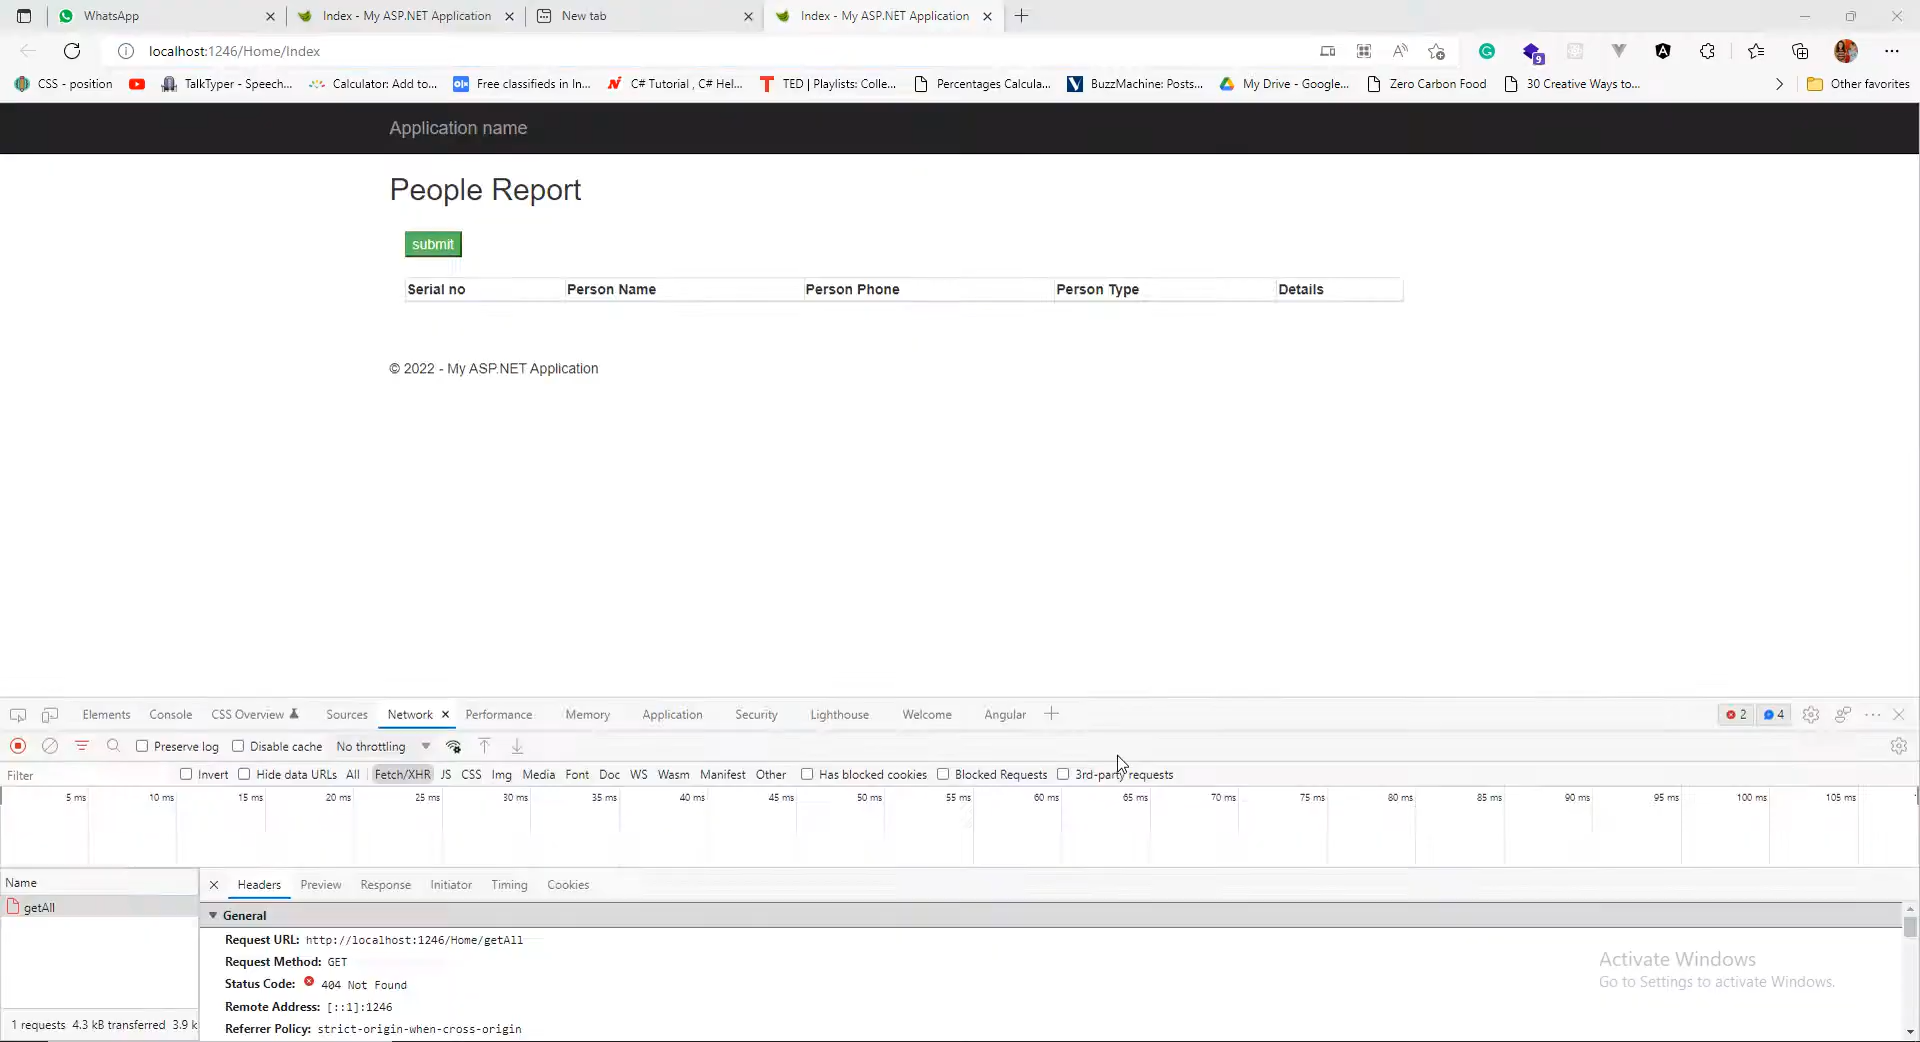 WhatsApp
Index - My ASP.NET Application
New tab
Index - My ASP.NET Application
localhost:1246/Home/Index
9
CSS - position
TalkTyper - Speech...
Calculator: Add to...
olx
Free classifieds in In...
C# Tutorial , C# Hel...
TED | Playlists: Colle...
Percentages Calcula...
BuzzMachine: Posts...
My Drive - Google...
Zero Carbon Food
30 Creative Ways to...
Other favorites
Application name
People Report
submit
Serial no Person Name Person Phone Person Type Details
© 2022 - My ASP.NET Application
Elements Console CSS Overview Sources Network Performance Memory Application Security Lighthouse Welcome Angular 2 4
Preserve log Disable cache No throttling
Filter Invert Hide data URLs All Fetch/XHR JS CSS Img Media Font Doc WS Wasm Manifest Other Has blocked cookies Blocked Requests 3rd-party requests
5 ms 10 ms 15 ms 20 ms 25 ms 30 ms 35 ms 40 ms 45 ms 50 ms 55 ms 60 ms 65 ms 70 ms 75 ms 80 ms 85 ms 90 ms 95 ms 100 ms 105 ms
Name
Headers Preview Response Initiator Timing Cookies
getAll
General
Request URL: http://localhost:1246/Home/getAll
Request Method: GET
Status Code: 404 Not Found
Remote Address: [::1]:1246
Referrer Policy: strict-origin-when-cross-origin
1 requests 4.3 kB transferred 3.9 k
Activate Windows
Go to Settings to activate Windows.